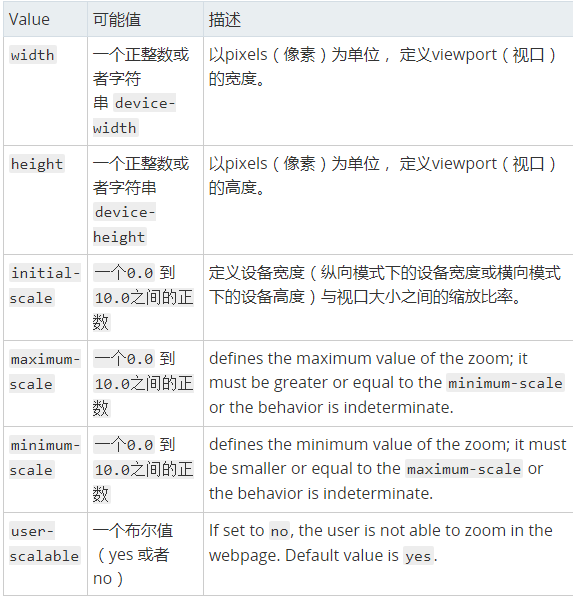 Value 可能值 描述
width 一个正整数或 以pixels（像素）为单位， 定义viewport（视口）
者字符 的宽度。
串 device-
width
height 一个正整数或 以pixels（像素）为单位， 定义viewport（视口）
者字符串 的高度。
device-
height
initial- 一个0.0 到 定义设备宽度（纵向模式下的设备宽度或横向模式
scale 10.0之间的正 下的设备高度）与视口大小之间的缩放比率。
数
maximum- 一个0.0 到 defines the maximum value of the zoom; it
scale 10.0之间的正 must be greater or equal to the minimum-scale
数 or the behavior is indeterminate.
minimum- 一个0.0 到 defines the minimum value of the zoom; it must
scale 10.0之间的正 be smaller or equal to the maximum-scale or
数 the behavior is indeterminate.
user- 一个布尔值 If set to no, the user is not able to zoom in the
scalable （yes 或者 webpage. Default value is yes.
no）